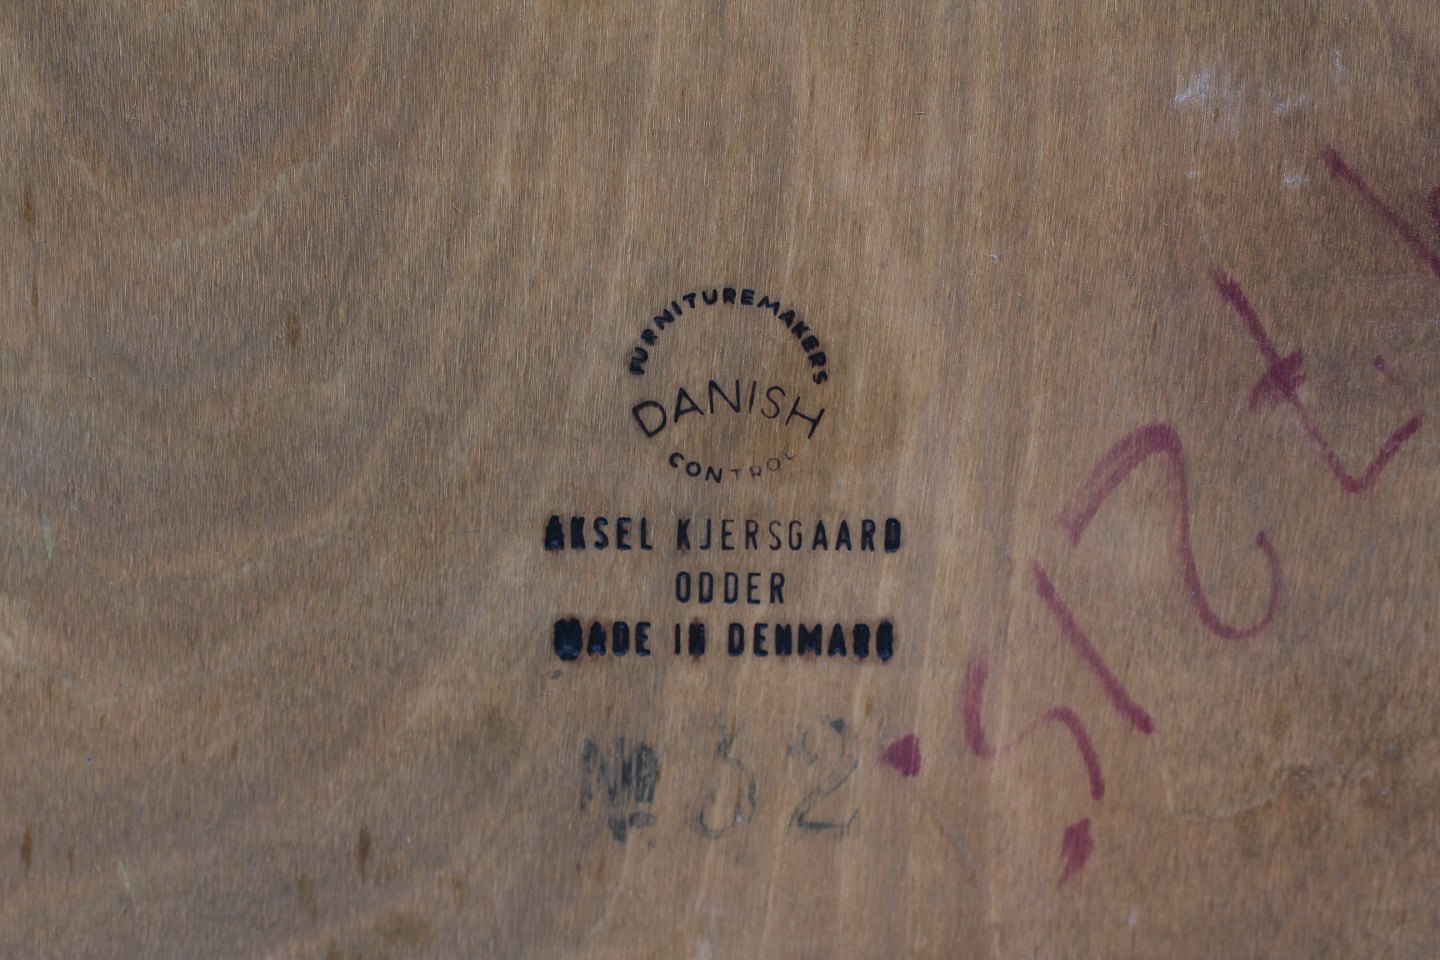 FURNITUREMAKERS
DANISH
CONTROL
AKSEL KJERSGAARD
ODDER
MADE IN DENMARK
No. 32